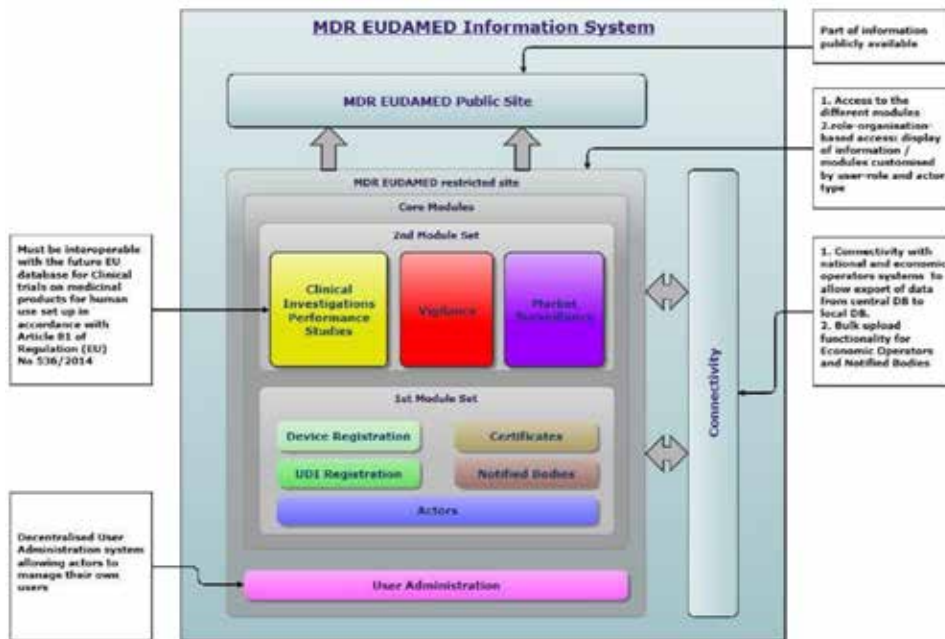 MDR EUDAMED Information System
Part of information
publicly available
MDR EUDAMED Public Site
1. Access to the
different modules
2.role-organisation-
based access: display
of information /
modules customised
by user-role and actor
type
MDR EUDAMED restricted site
Core Modules
2nd Module Set
Must be interoperable
with the future EU
database for Clinical
trials on medicinal
products for human
use set up in
accordance with
Article 81 of
Regulation (EU)
No 536/2014
Clinical
Investigations
Performance
Studies
Vigilance
Market
Surveillance
1. Connectivity with
national and economic
operators systems to
allow export of data
from central DB to
local DB.
2. Bulk upload
functionality for
Economic Operators
and Notified Bodies
Connectivity
1st Module Set
Device Registration
Certificates
UDI Registration
Notified Bodies
Actors
Decentralised User
Administration system
allowing actors to
manage their own
users
User Administration